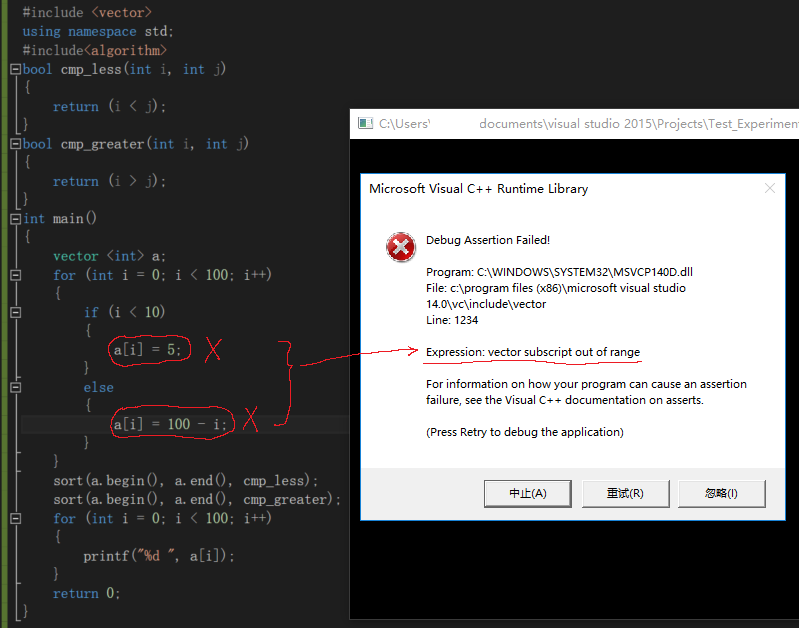 #include <vector>
using namespace std;
#include<algorithm>
bool cmp_less(int i, int j)
{
return (i < j);
}
bool cmp_greater(int i, int j)
{
return (i > j);
}
int main()
{
vector <int> a;
for (int i = 0; i < 100; i++)
{
if (i < 10)
{
a[i] = 5;
}
else
{
a[i] = 100 - i;
}
}
sort(a.begin(), a.end(), cmp_less);
sort(a.begin(), a.end(), cmp_greater);
for (int i = 0; i < 100; i++)
{
printf("%d ", a[i]);
}
return 0;
}
C:\Users\ documents\visual studio 2015\Projects\Test_Experiment
Microsoft Visual C++ Runtime Library
Debug Assertion Failed!
Program: C:\WINDOWS\SYSTEM32\MSVCP140D.dll
File: c:\program files (x86)\microsoft visual studio
14.0\vc\include\vector
Line: 1234
Expression: vector subscript out of range
For information on how your program can cause an assertion
failure, see the Visual C++ documentation on asserts.
(Press Retry to debug the application)
中止(A)
重试(R)
忽略(I)